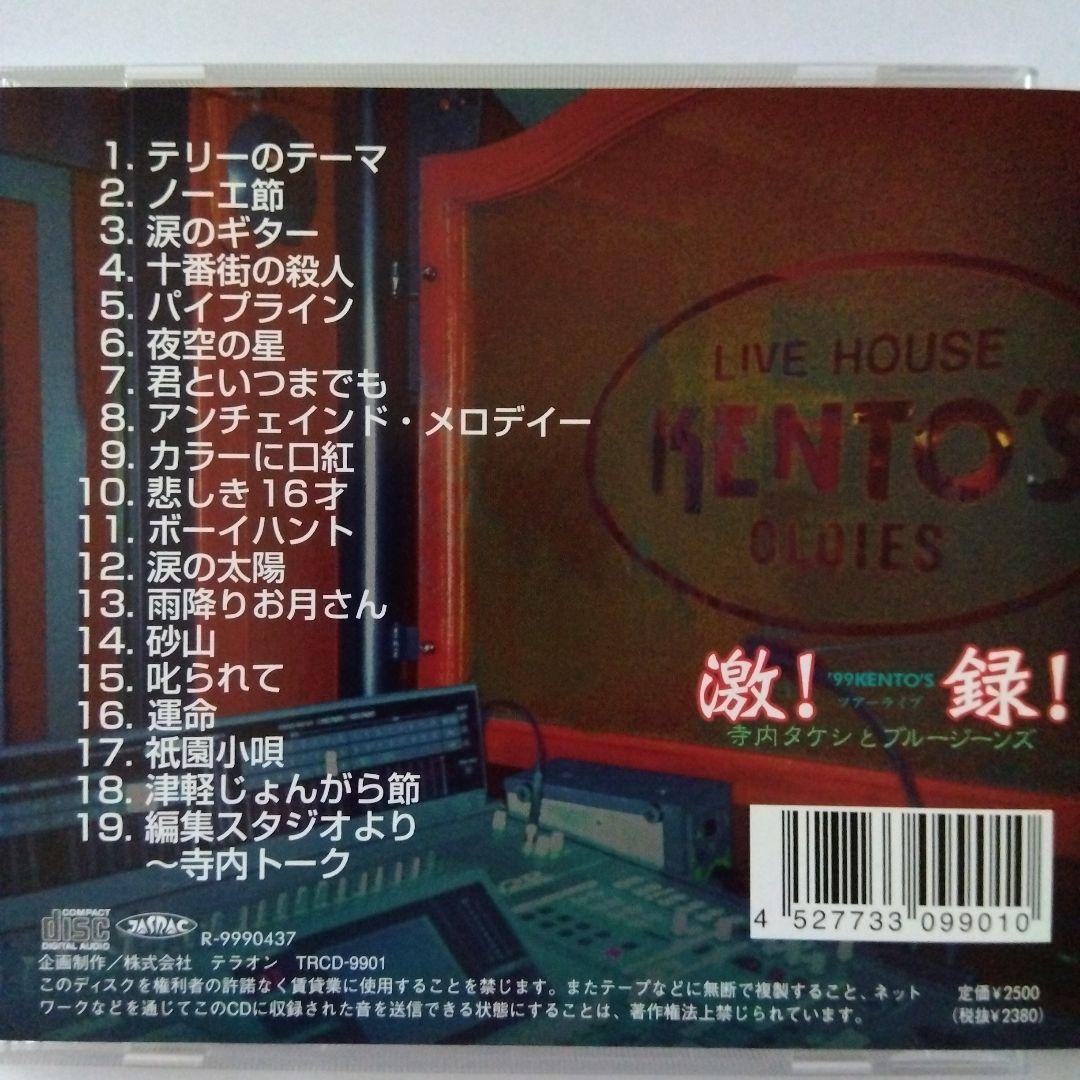 1. テリーのテーマ
2. ノーエ節
3. 涙のギター
4. 十番街の殺人
5. パイプライン
6. 夜空の星
7. 君といつまでも
8. アンチェインド・メロデイー
9. カラーに口紅
10. 悲しき16才
11. ボーイハント
12. 涙の太陽
13. 雨降りお月さん
14. 砂山
15. 叱られて
16. 運命
17. 祇園小唄
18. 津軽じょんがら節
19. 編集スタジオより
～寺内トーク
LIVE HOUSE
KENTO'S
OLDIES
激! '99KENTO'S ツアーライブ 録!
寺内タケシとブルージーンズ
4 527733 099010
COMPACT disc DIGITAL AUDIO JASRAC R-9990437
企画制作／株式会社 テラオン TRCD-9901
このディスクを権利者の許諾なく賃貸業に使用することを禁じます。またテープなどに無断で複製すること、ネット
ワークなどを通じてこのCDに収録された音を送信できる状態にすることは、著作権法上禁じられています。
定価¥2500
(税抜¥2380)